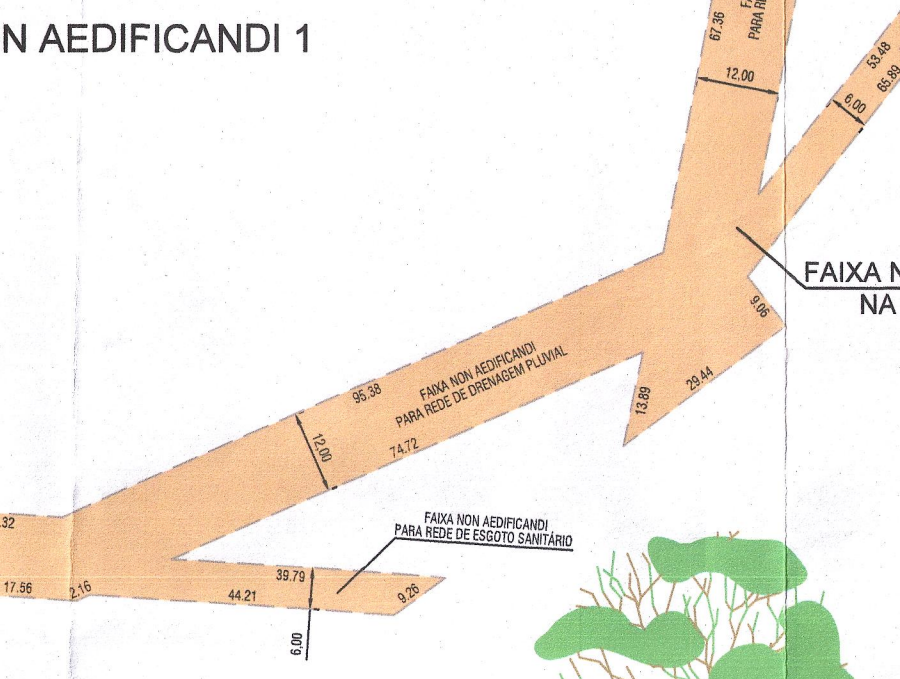 N AEDIFICANDI 1
67.36
PARA
12,00
53.48
65.89
6,00
FAIXA N
NA
9.06
29.44
13.89
95.38
FAIXA NON AEDIFICANDI
PARA REDE DE DRENAGEM PLUVIAL
12,00
74.72
FAIXA NON AEDIFICANDI
PARA REDE DE ESGOTO SANITÁRIO
.32
17.56
2.16
39.79
44.21
9.26
6,00